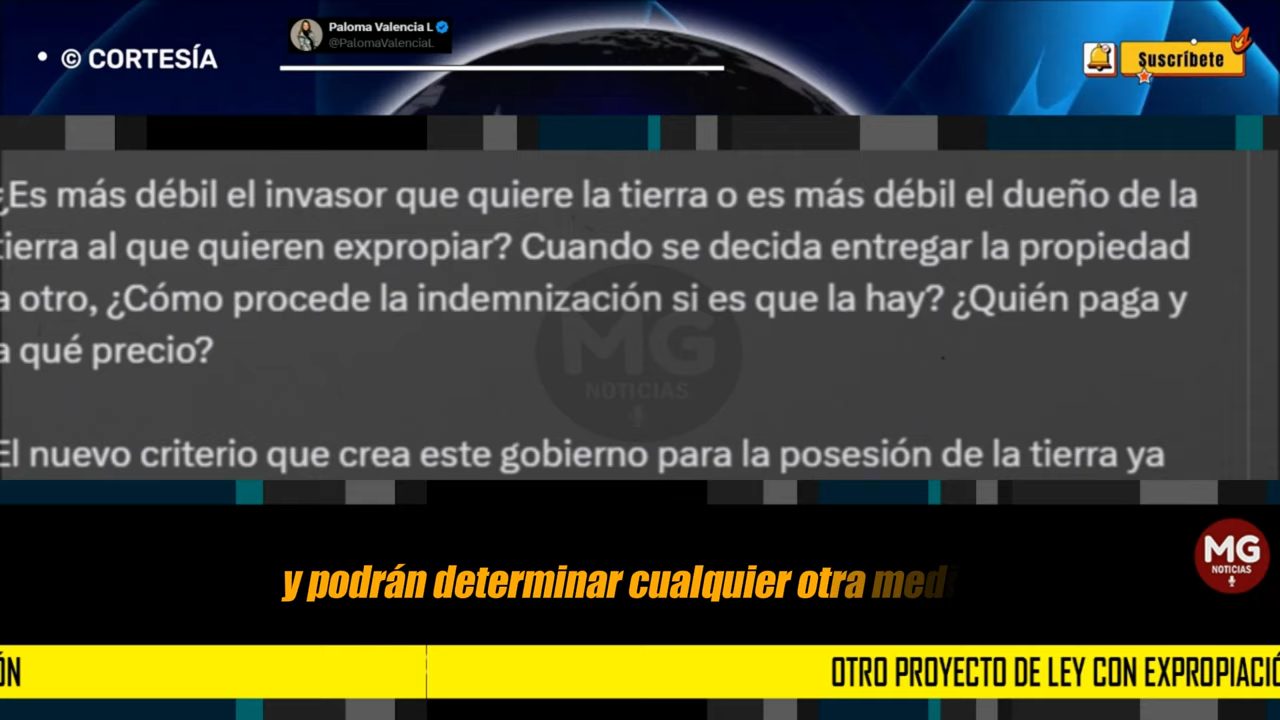 • © CORTESÍA
Paloma Valencia L
@PalomaValenciaL
Suscríbete
¿Es más débil el invasor que quiere la tierra o es más débil el dueño de la
tierra al que quieren expropiar? Cuando se decida entregar la propiedad
a otro, ¿Cómo procede la indemnización si es que la hay? ¿Quién paga y
a qué precio?
MG
NOTICIAS
El nuevo criterio que crea este gobierno para la posesión de la tierra ya
y podrán determinar cualquier otra med
MG
NOTICIAS
ÓN
OTRO PROYECTO DE LEY CON EXPROPIACIÓ